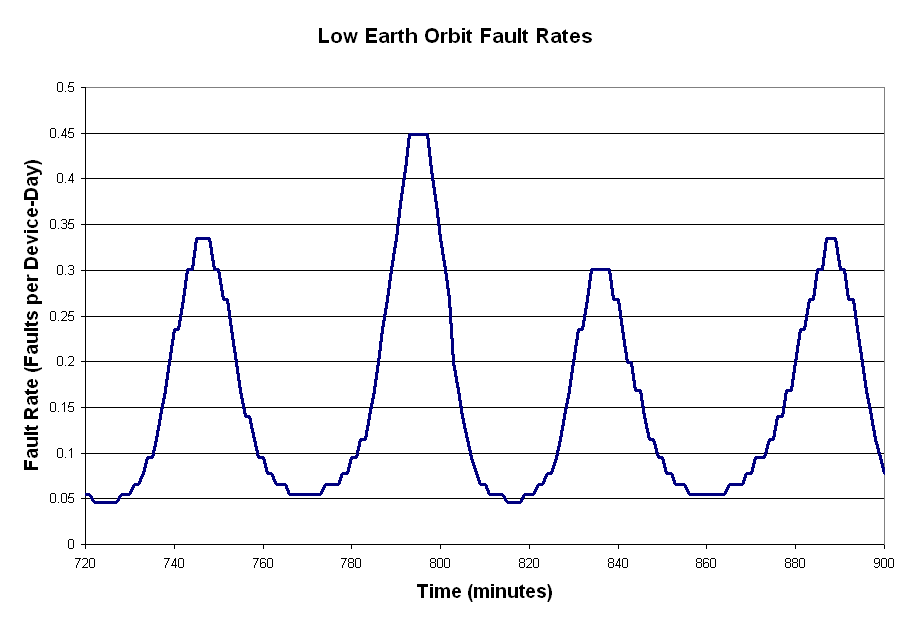 Low Earth Orbit Fault Rates
Fault Rate (Faults per Device-Day)
0.5
0.45
0.4
0.35
0.3
0.25
0.2
0.15
0.1
0.05
0
720 740 760 780 800 820 840 860 880 900
Time (minutes)